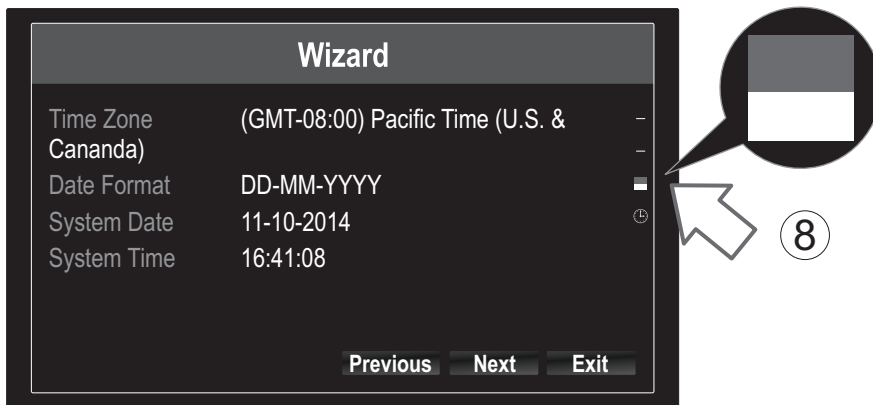 Wizard
Time Zone (GMT-08:00) Pacific Time (U.S. & –
Cananda) –
Date Format DD-MM-YYYY
System Date 11-10-2014
System Time 16:41:08
Previous Next Exit
8